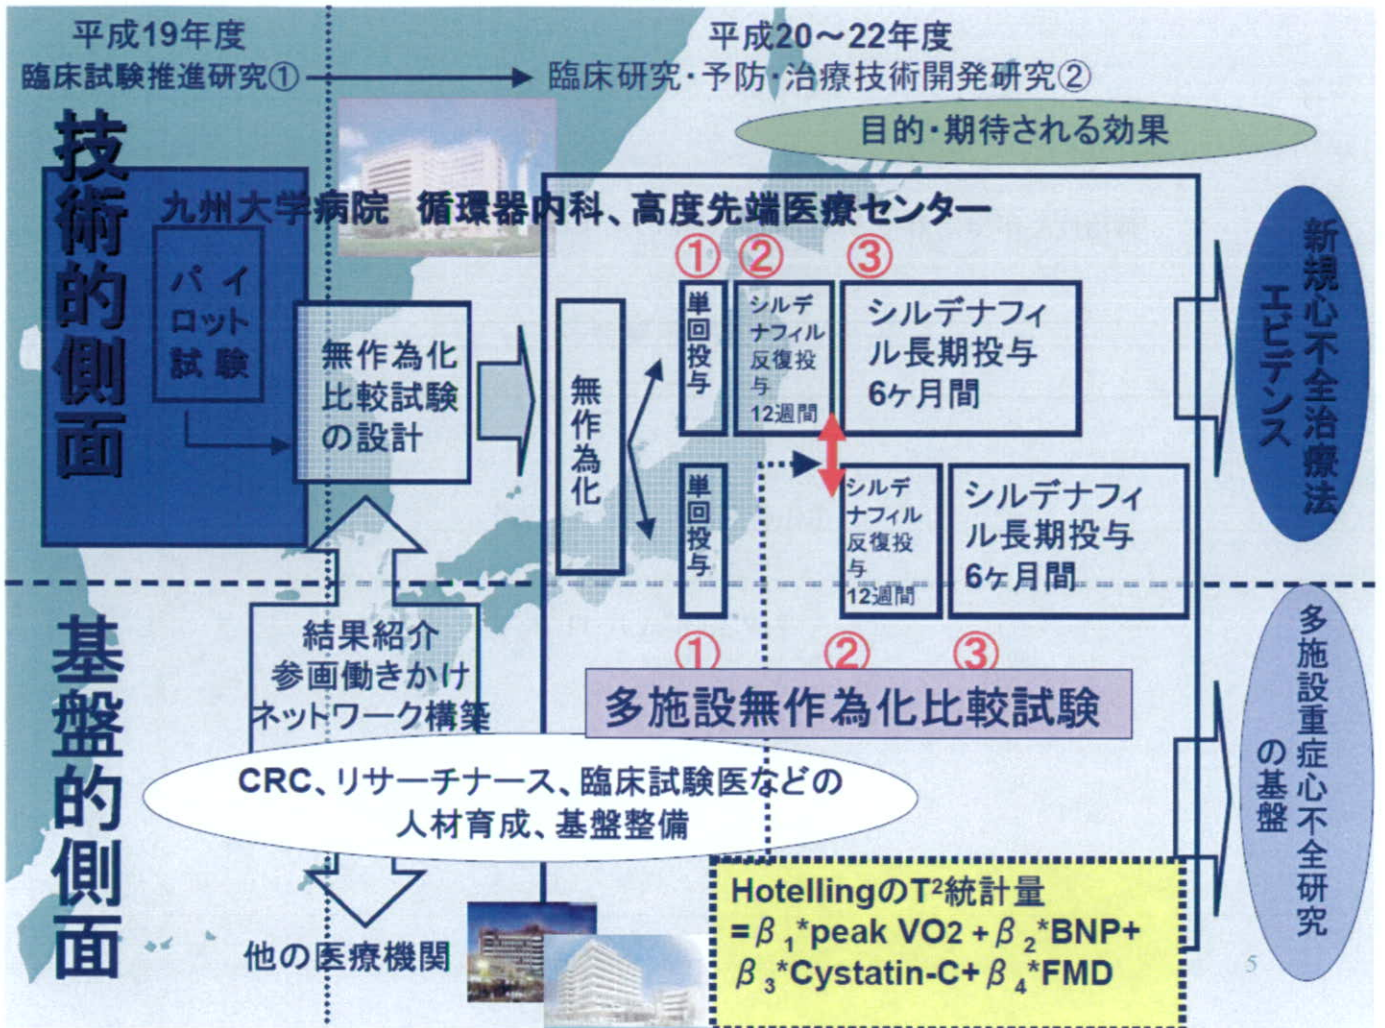 平成19年度
臨床試験推進研究①
平成20～22年度
臨床研究・予防・治療技術開発研究②
目的・期待される効果
技術的側面
九州大学病院　循環器内科、高度先端医療センター
パイ
ロット
試験
無作為化
比較試験
の設計
無作為化
①
②
③
単回投与
シルデ
ナフィル
反復投
与
12週間
シルデナフィ
ル長期投与
6ヶ月間
単回投与
シルデ
ナフィル
反復投
与
12週間
シルデナフィ
ル長期投与
6ヶ月間
①
②
③
新規心不全治療法
エビデンス
基盤的側面
結果紹介
参画働きかけ
ネットワーク構築
多施設無作為化比較試験
CRC、リサーチナース、臨床試験医などの
人材育成、基盤整備
他の医療機関
HotellingのT²統計量
=β₁*peak VO2+β₂*BNP+
β₃*Cystatin-C+β₄*FMD
多施設重症心不全研究
の基盤
5